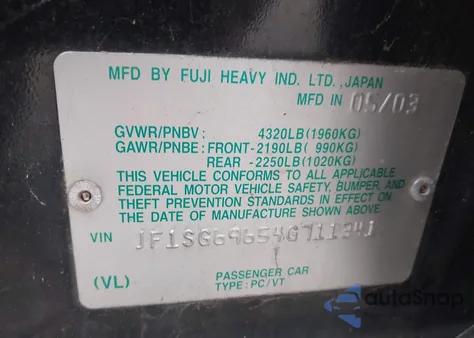 MFD BY FUJI HEAVY IND. LTD.,JAPAN
MFD IN 05/03
GVWR/PNBV: 4320LB(1960KG)
GAWR/PNBE: FRONT-2190LB( 990KG)
REAR -2250LB(1020KG)
THIS VEHICLE CONFORMS TO ALL APPLICABLE
FEDERAL MOTOR VEHICLE SAFETY, BUMPER, AND
THEFT PREVENTION STANDARDS IN EFFECT ON
THE DATE OF MANUFACTURE SHOWN ABOVE.
VIN
(VL) PASSENGER CAR
TYPE: PC/VT
autoSnap